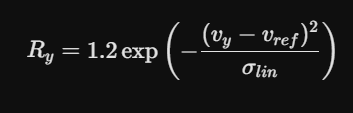 R_y = 1.2 exp ( − (v_y − v_ref)^2 / σ_lin )